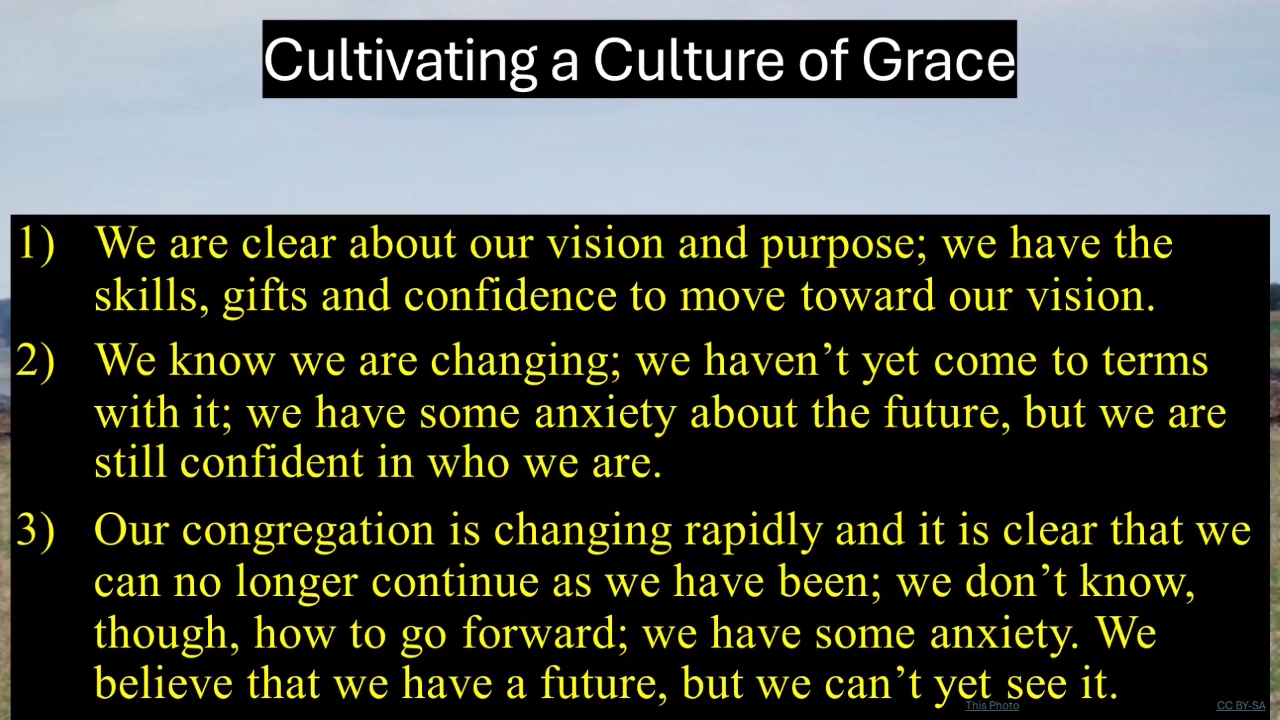 Cultivating a Culture of Grace
1) We are clear about our vision and purpose; we have the
skills, gifts and confidence to move toward our vision.
2) We know we are changing; we haven’t yet come to terms
with it; we have some anxiety about the future, but we are
still confident in who we are.
3) Our congregation is changing rapidly and it is clear that we
can no longer continue as we have been; we don’t know,
though, how to go forward; we have some anxiety. We
believe that we have a future, but we can’t yet see it.
This Photo
CC BY-SA